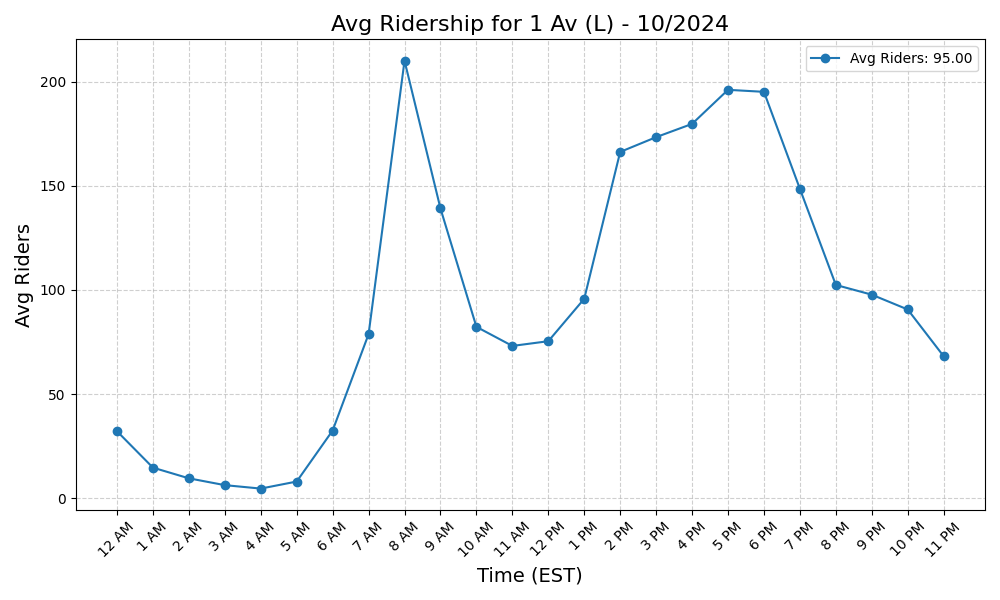 Avg Ridership for 1 Av (L) - 10/2024
Avg Riders: 95.00
Avg Riders
200
150
100
50
0
12 AM
1 AM
2 AM
3 AM
4 AM
5 AM
6 AM
7 AM
8 AM
9 AM
10 AM
11 AM
12 PM
1 PM
2 PM
3 PM
4 PM
5 PM
6 PM
7 PM
8 PM
9 PM
10 PM
11 PM
Time (EST)